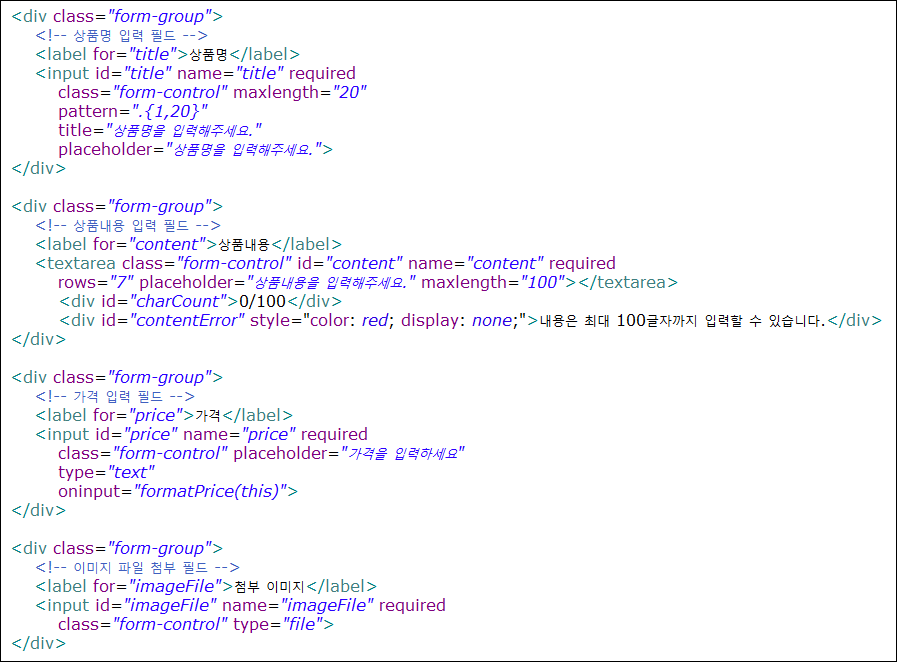 <div class="form-group">
<!-- 상품명 입력 필드 -->
<label for="title">상품명</label>
<input id="title" name="title" required
class="form-control" maxlength="20"
pattern=".{1,20}"
title="상품명을 입력해주세요."
placeholder="상품명을 입력해주세요.">
</div>
<div class="form-group">
<!-- 상품내용 입력 필드 -->
<label for="content">상품내용</label>
<textarea class="form-control" id="content" name="content" required
rows="7" placeholder="상품내용을 입력해주세요." maxlength="100"></textarea>
<div id="charCount">0/100</div>
<div id="contentError" style="color: red; display: none;">내용은 최대 100글자까지 입력할 수 있습니다.</div>
</div>
<div class="form-group">
<!-- 가격 입력 필드 -->
<label for="price">가격</label>
<input id="price" name="price" required
class="form-control" placeholder="가격을 입력하세요"
type="text"
oninput="formatPrice(this)">
</div>
<div class="form-group">
<!-- 이미지 파일 첨부 필드 -->
<label for="imageFile">첨부 이미지</label>
<input id="imageFile" name="imageFile" required
class="form-control" type="file">
</div>